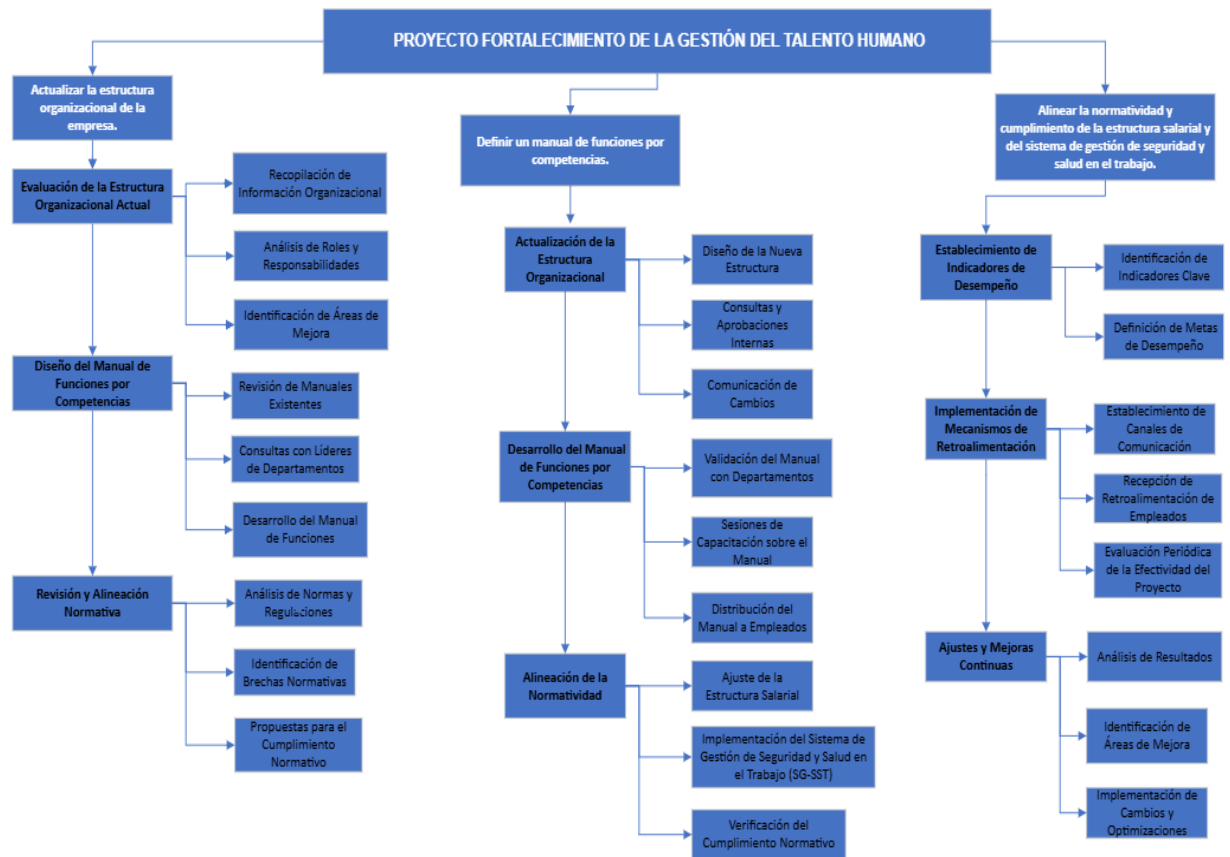 PROYECTO FORTALECIMIENTO DE LA GESTIÓN DEL TALENTO HUMANO
Actualizar la estructura
organizacional de la
empresa.
Evaluación de la Estructura
Organizacional Actual
Recopilación de
Información Organizacional
Análisis de Roles y
Responsabilidades
Identificación de Áreas de
Mejora
Diseño del Manual de
Funciones por
Competencias
Revisión de Manuales
Existentes
Consultas con Líderes
de Departamentos
Desarrollo del Manual
de Funciones
Revisión y Alineación
Normativa
Análisis de Normas y
Regulaciones
Identificación de
Brechas Normativas
Propuestas para el
Cumplimiento
Normativo
Definir un manual de funciones por
competencias.
Actualización de la
Estructura
Organizacional
Diseño de la Nueva
Estructura
Consultas y
Aprobaciones
Internas
Comunicación de
Cambios
Desarrollo del Manual
de Funciones por
Competencias
Validación del Manual
con Departamentos
Sesiones de
Capacitación sobre el
Manual
Distribución del
Manual a Empleados
Alineación de la
Normatividad
Ajuste de la
Estructura Salarial
Implementación del Sistema de
Gestión de Seguridad y Salud en
el Trabajo (SG-SST)
Verificación del
Cumplimiento Normativo
Alinear la normatividad y
cumplimiento de la estructura salarial y
del sistema de gestión de seguridad y
salud en el trabajo.
Establecimiento de
Indicadores de
Desempeño
Identificación de
Indicadores Clave
Definición de Metas
de Desempeño
Implementación de
Mecanismos de
Retroalimentación
Establecimiento de
Canales de
Comunicación
Recepción de
Retroalimentación de
Empleados
Evaluación Periódica
de la Efectividad del
Proyecto
Ajustes y Mejoras
Continuas
Análisis de Resultados
Identificación de
Áreas de Mejora
Implementación de
Cambios y
Optimizaciones